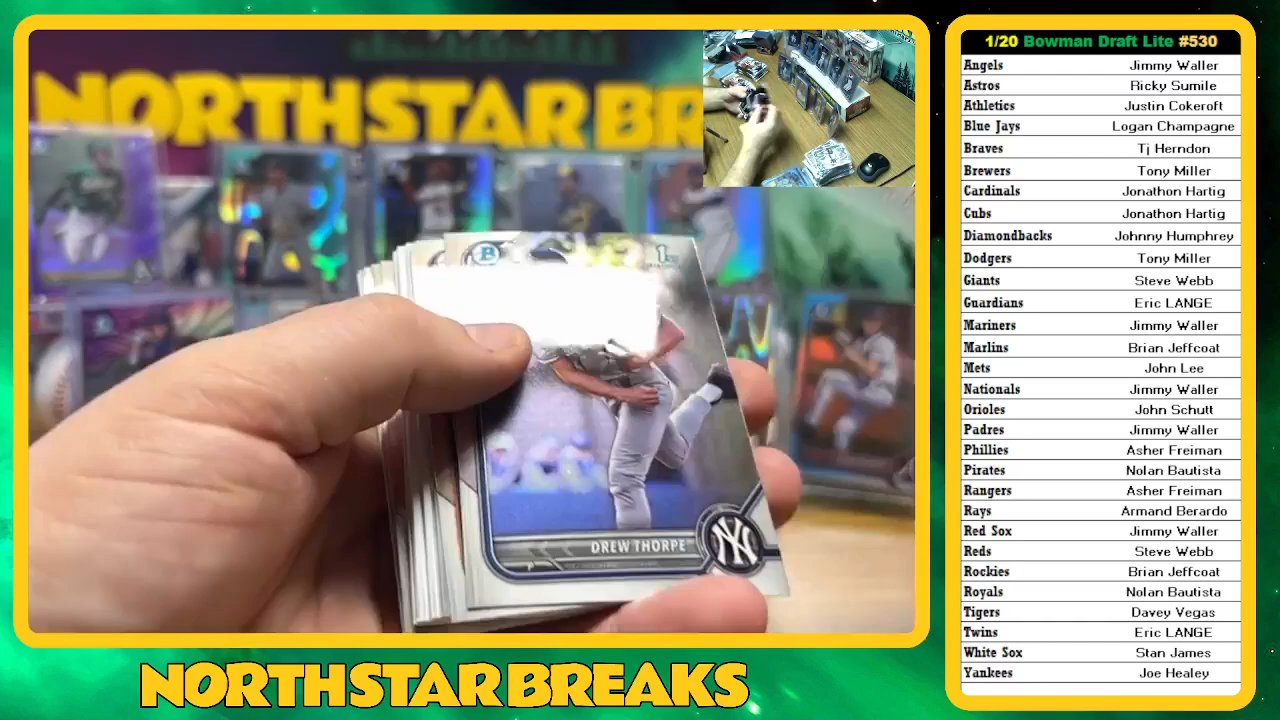 NORTHSTARBR
B
1st
DREW THORPE
NY
NORTHSTARBREAKS
1/20 Bowman Draft Lite #530
Angels Jimmy Waller
Astros Ricky Sumile
Athletics Justin Cokeroft
Blue Jays Logan Champagne
Braves Tj Herndon
Brewers Tony Miller
Cardinals Jonathon Hartig
Cubs Jonathon Hartig
Diamondbacks Johnny Humphrey
Dodgers Tony Miller
Giants Steve Webb
Guardians Eric LANGE
Mariners Jimmy Waller
Marlins Brian Jeffcoat
Mets John Lee
Nationals Jimmy Waller
Orioles John Schutt
Padres Jimmy Waller
Phillies Asher Freiman
Pirates Nolan Bautista
Rangers Asher Freiman
Rays Armand Berardo
Red Sox Jimmy Waller
Reds Steve Webb
Rockies Brian Jeffcoat
Royals Nolan Bautista
Tigers Davey Vegas
Twins Eric LANGE
White Sox Stan James
Yankees Joe Healey